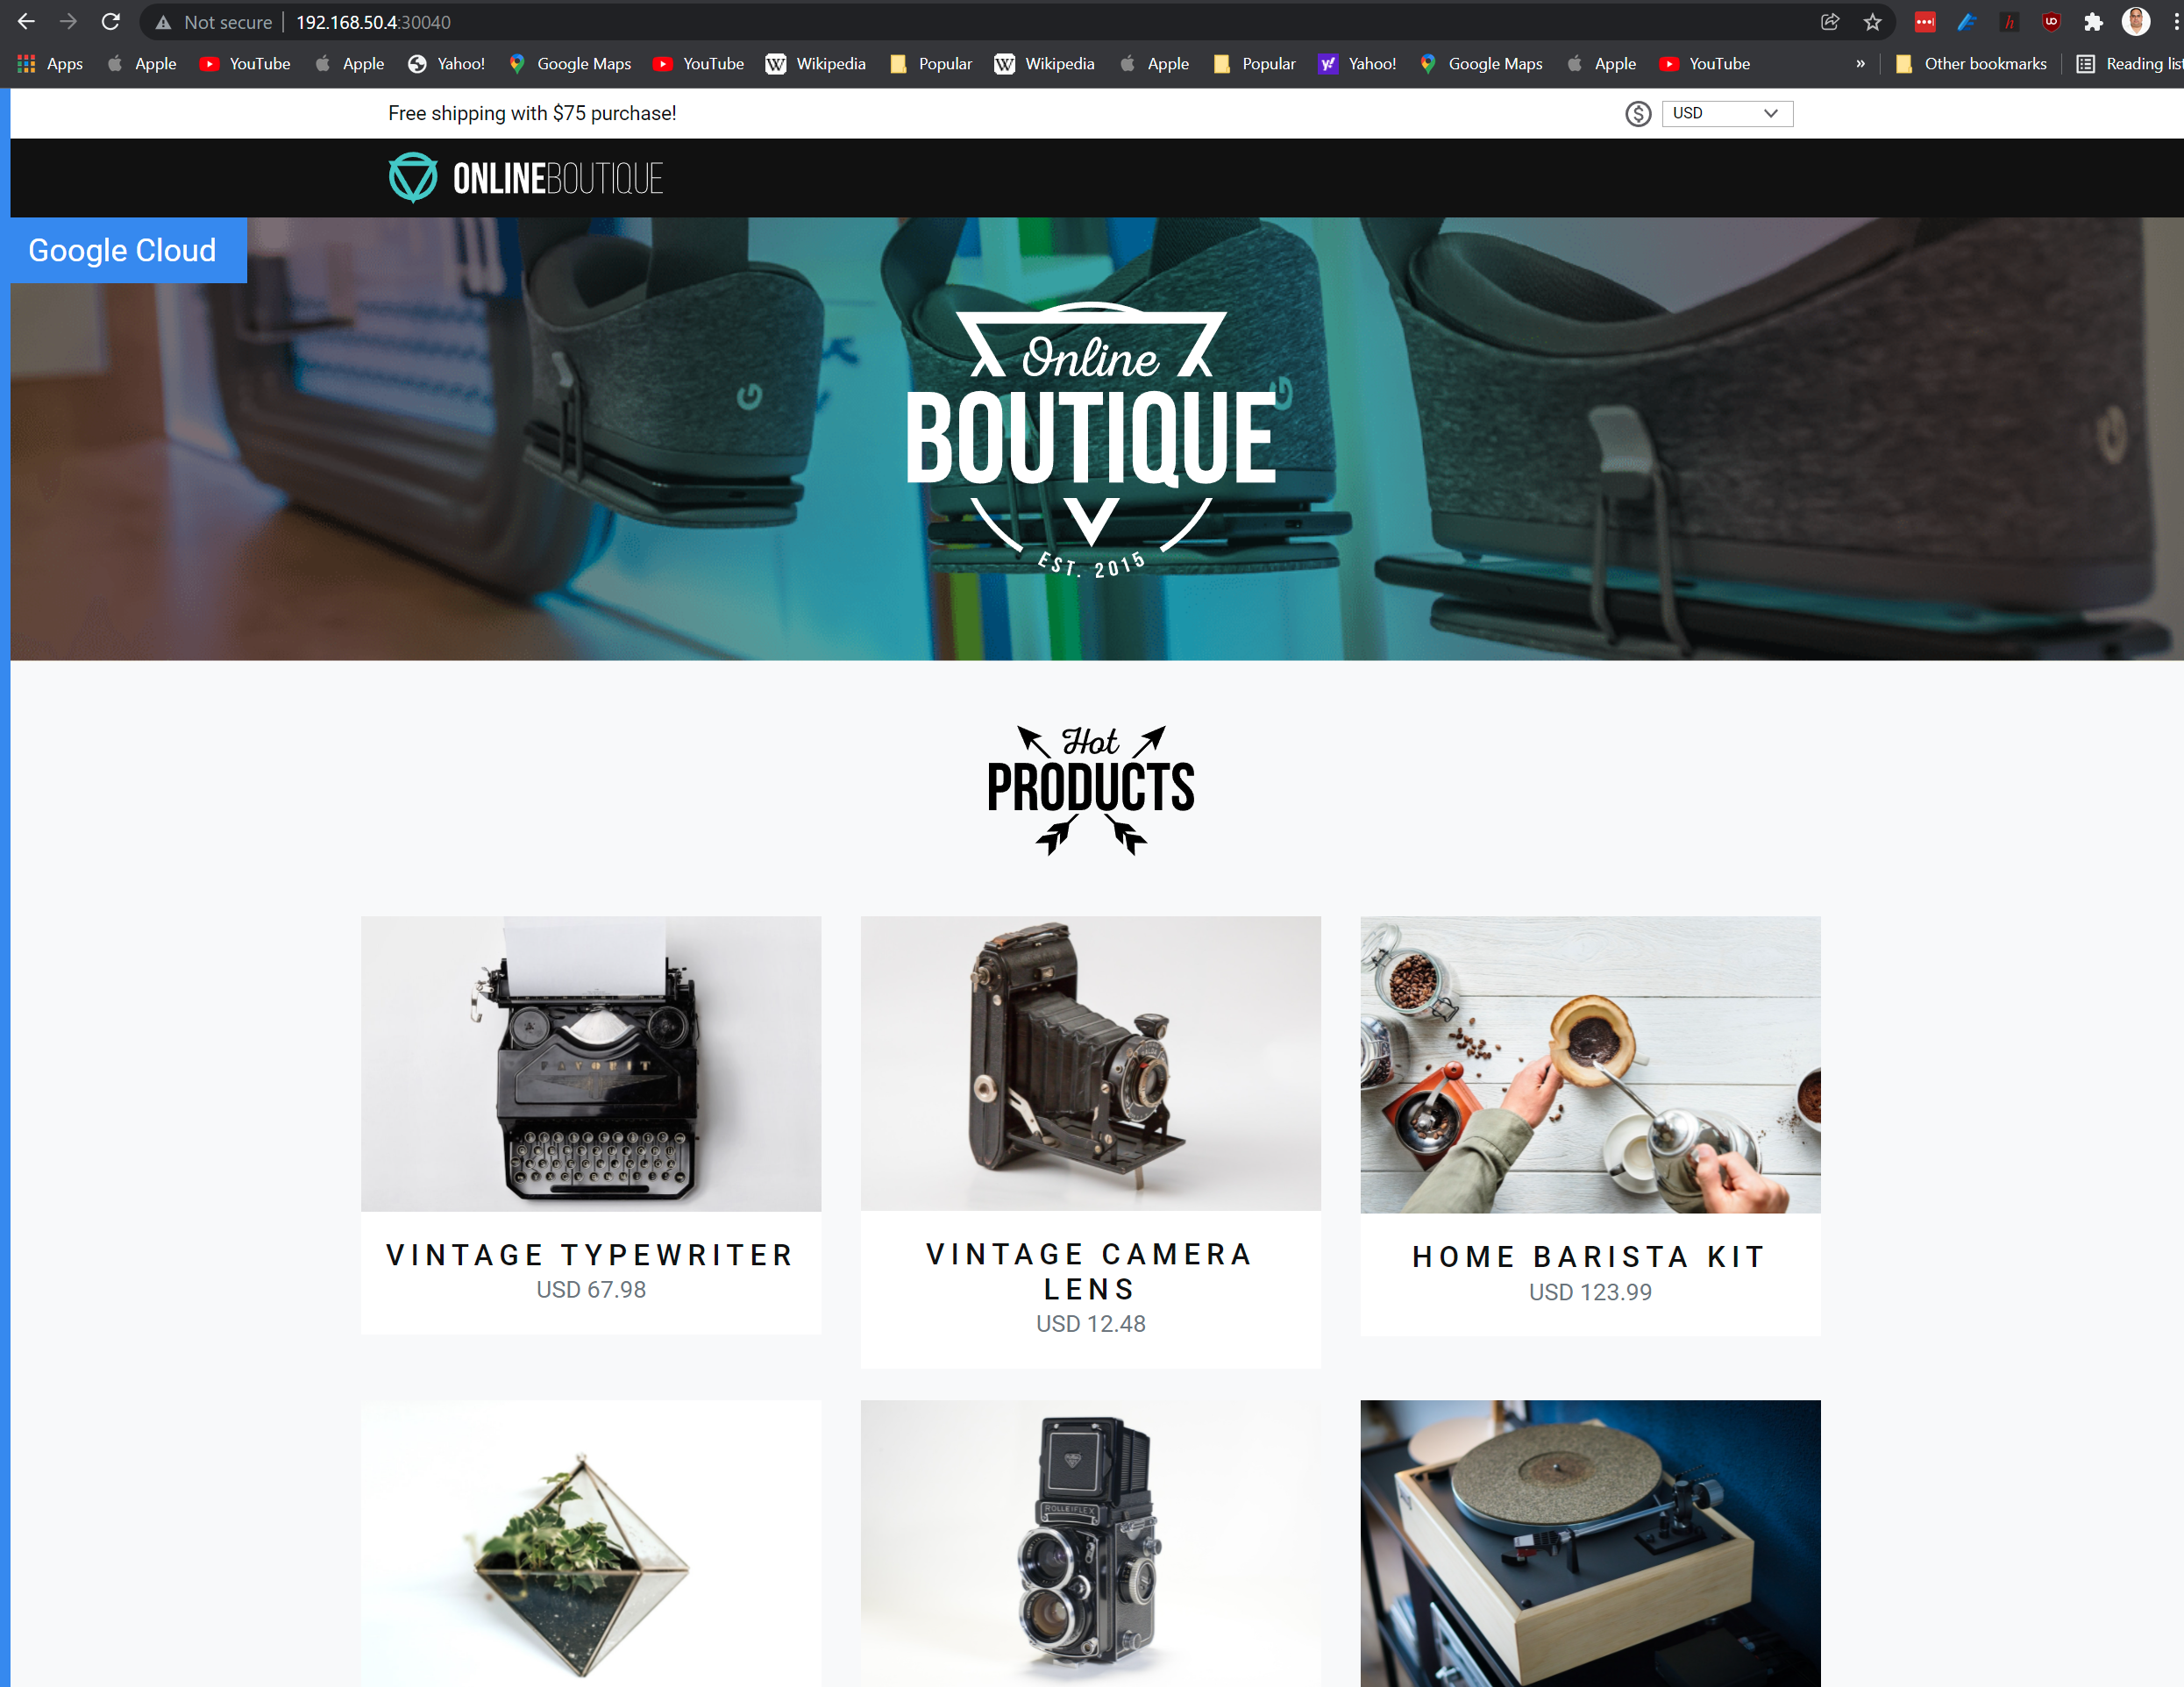 Not secure 192.168.50.4:30040
Apps Apple YouTube Apple Yahoo! Google Maps YouTube Wikipedia Popular Wikipedia Apple Popular Yahoo! Google Maps Apple YouTube » Other bookmarks Reading list
Free shipping with $75 purchase!
USD
ONLINEBOUTIQUE
Google Cloud
Online
BOUTIQUE
EST. 2015
Hot
PRODUCTS
FAVORIT
VINTAGE TYPEWRITER
USD 67.98
VINTAGE CAMERA
LENS
USD 12.48
HOME BARISTA KIT
USD 123.99
ROLLEIFLEX